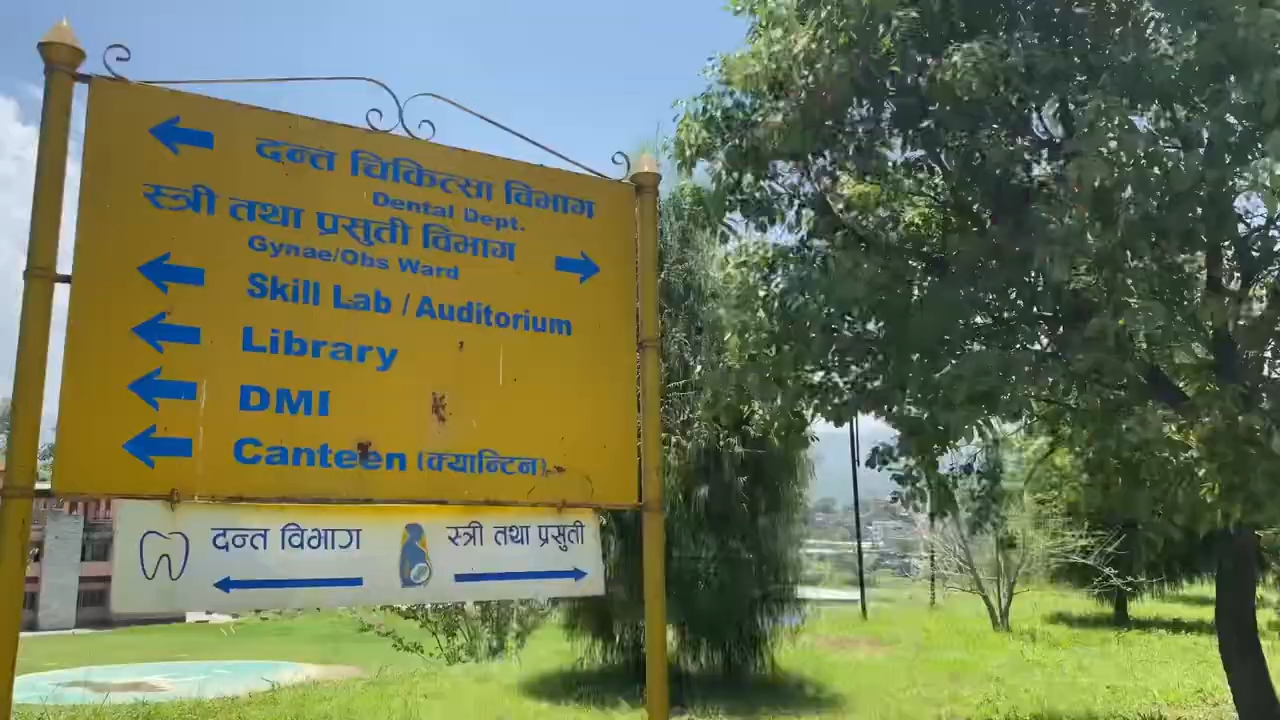 दन्त चिकित्सा विभाग
Dental Dept.
स्त्री तथा प्रसुती विभाग
Gynae/Obs Ward
Skill Lab / Auditorium
Library
DMI
Canteen (क्यान्टिन)
दन्त विभाग
स्त्री तथा प्रसुती